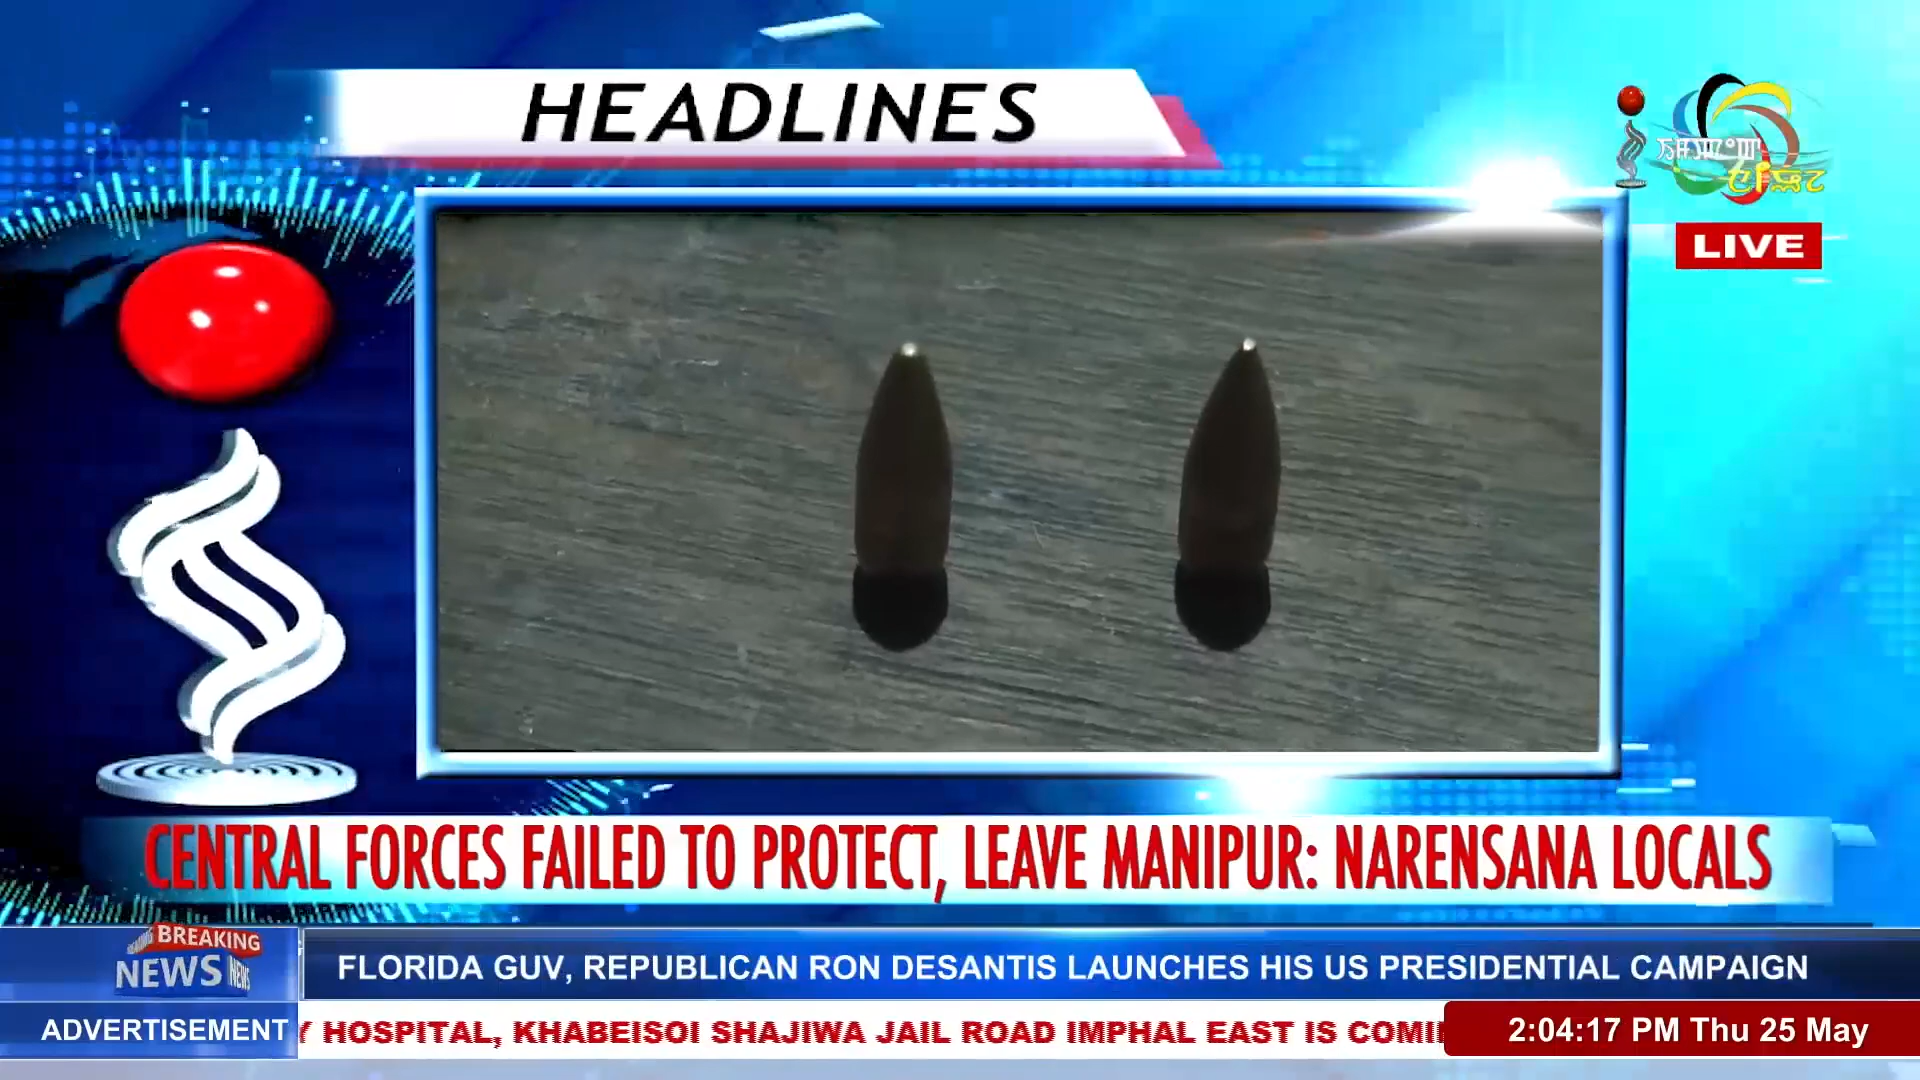 HEADLINES
LIVE
CENTRAL FORCES FAILED TO PROTECT, LEAVE MANIPUR: NARENSANA LOCALS
BREAKING
NEWS NEWS
FLORIDA GUV, REPUBLICAN RON DESANTIS LAUNCHES HIS US PRESIDENTIAL CAMPAIGN
ADVERTISEMENT
Y HOSPITAL, KHABEISOI SHAJIWA JAIL ROAD IMPHAL EAST IS COMI
2:04:17 PM Thu 25 May